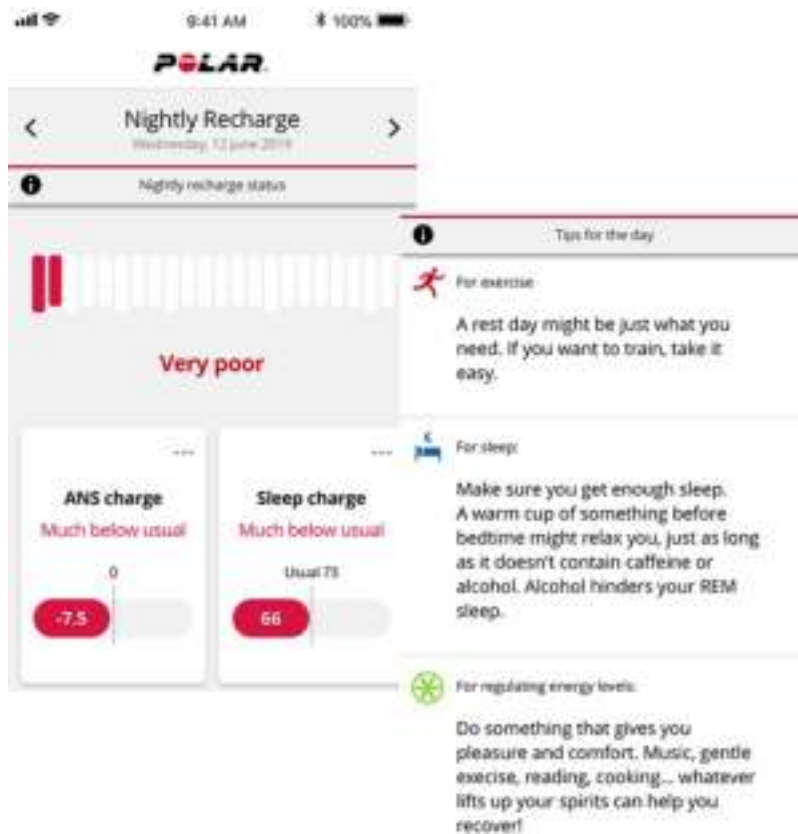 9:41 AM
100%
POLAR
Nightly Recharge
Wednesday, 12 June 2019
Nightly recharge status
Very poor
ANS charge
Much below usual
0
-7.5
Sleep charge
Much below usual
Usual 73
66
Tips for the day
For exercise
A rest day might be just what you
need. If you want to train, take it
easy.
For sleep:
Make sure you get enough sleep.
A warm cup of something before
bedtime might relax you, just as long
as it doesn't contain caffeine or
alcohol. Alcohol hinders your REM
sleep.
For regulating energy levels:
Do something that gives you
pleasure and comfort. Music, gentle
execise, reading, cooking... whatever
lifts up your spirits can help you
recover!